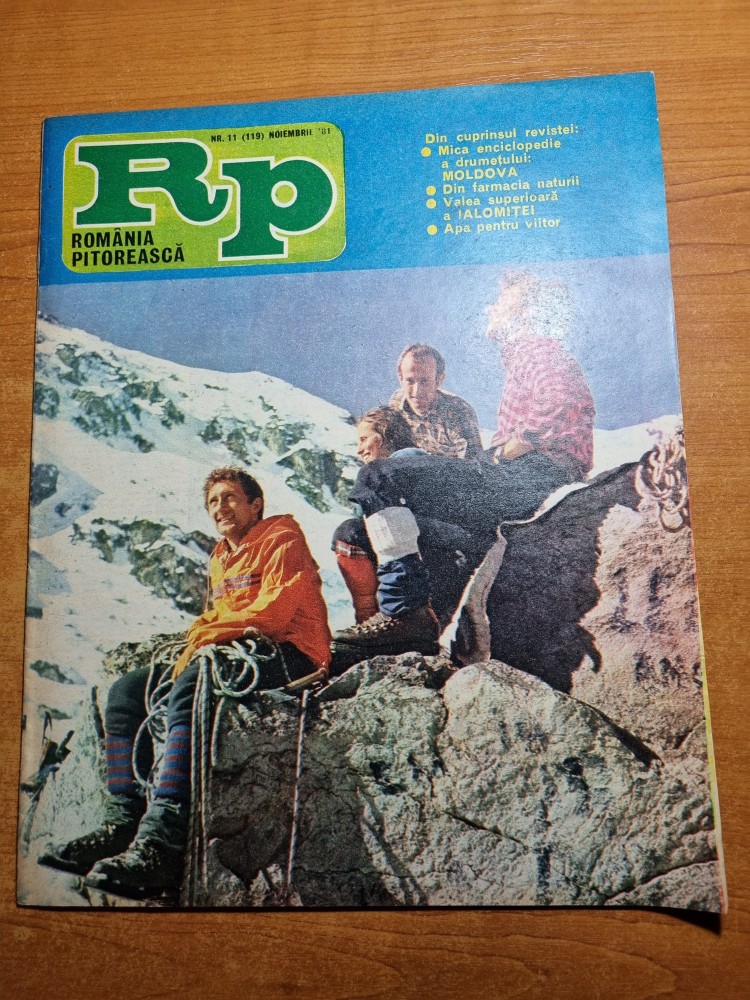 NR. 11 (119) NOIEMBRIE '81
Rp
ROMÂNIA
PITOREASCĂ
Din cuprinsul revistei:
● Mica enciclopedie
a drumețului:
MOLDOVA
● Din farmacia naturii
● Valea superioară
a IALOMIȚEI
● Apa pentru viitor